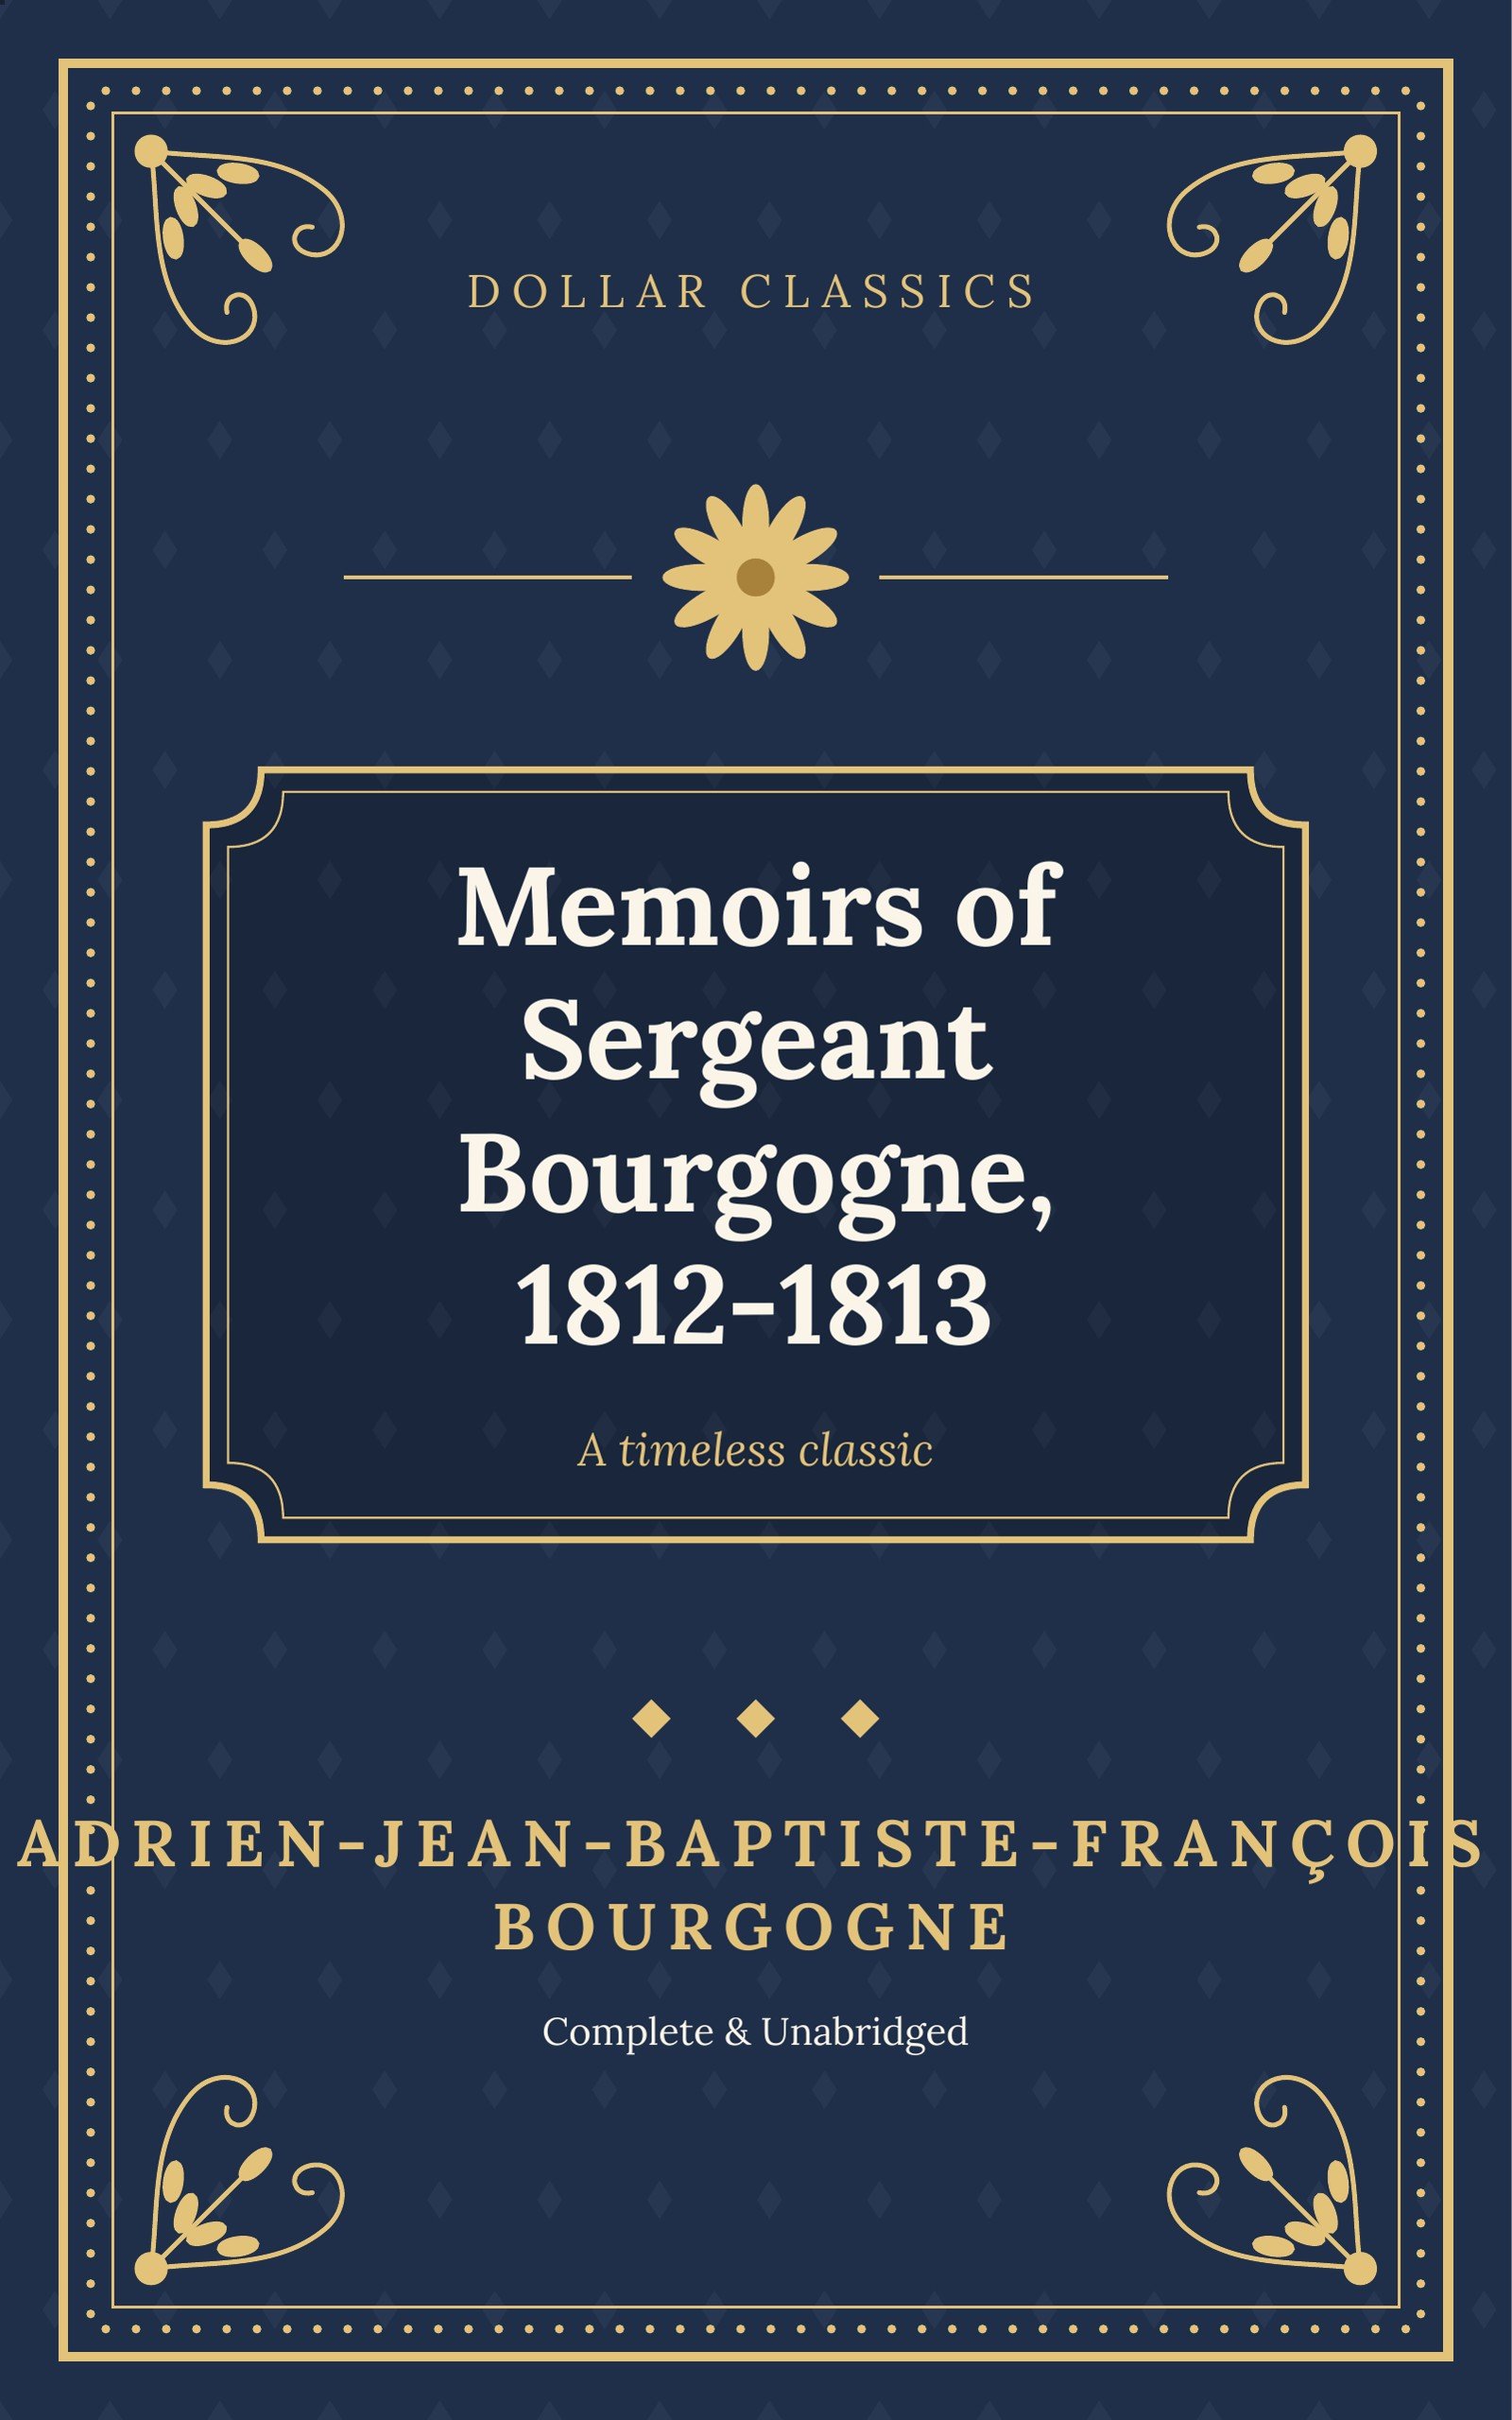 DOLLAR CLASSICS
Memoirs of
Sergeant
Bourgogne,
1812–1813
A timeless classic
ADRIEN-JEAN-BAPTISTE-FRANÇOIS
BOURGOGNE
Complete & Unabridged